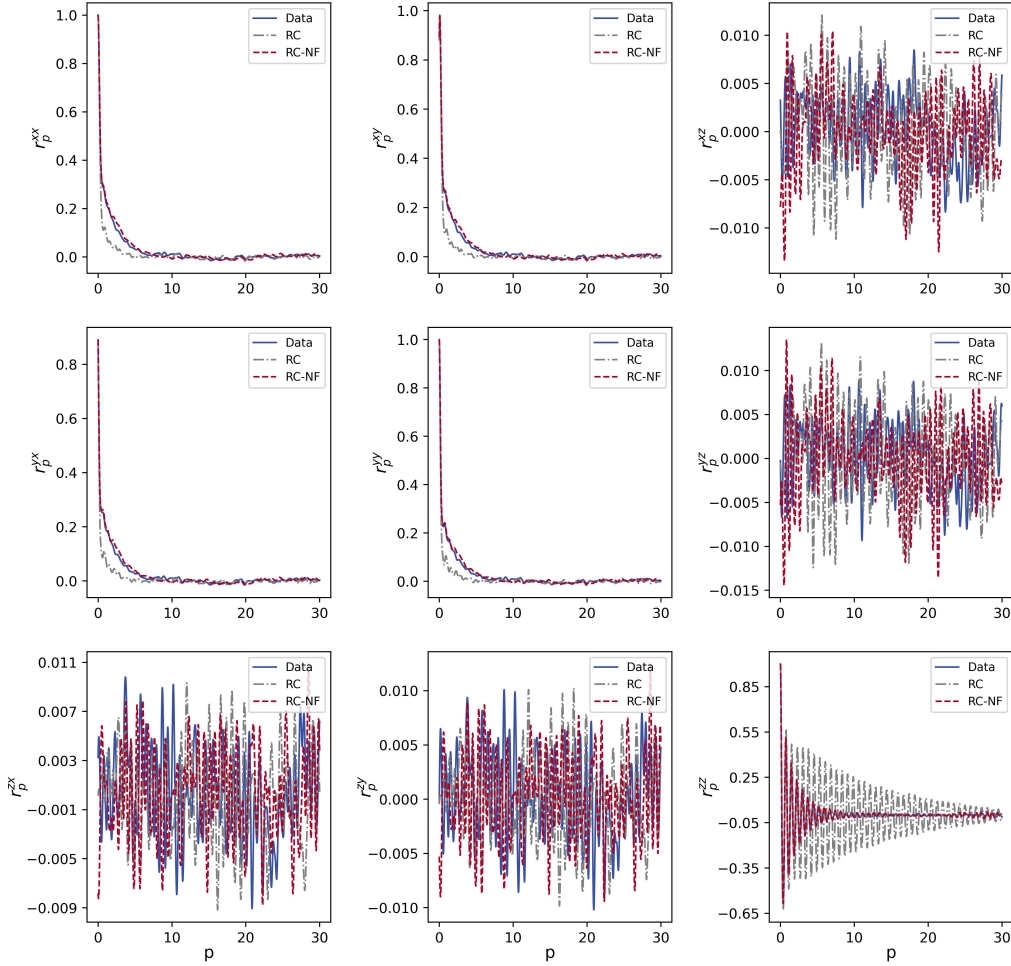 1.0
0.8
0.6
0.4
0.2
0.0
r_p^{xx}
0 10 20 30
Data
RC
RC-NF
1.0
0.8
0.6
0.4
0.2
0.0
r_p^{xy}
0 10 20 30
Data
RC
RC-NF
0.010
0.005
0.000
−0.005
−0.010
r_p^{xz}
0 10 20 30
Data
RC
RC-NF
0.8
0.6
0.4
0.2
0.0
r_p^{yx}
0 10 20 30
Data
RC
RC-NF
1.0
0.8
0.6
0.4
0.2
0.0
r_p^{yy}
0 10 20 30
Data
RC
RC-NF
0.010
0.005
0.000
−0.005
−0.010
−0.015
r_p^{yz}
0 10 20 30
Data
RC
RC-NF
0.011
0.007
0.003
−0.001
−0.005
−0.009
r_p^{zx}
0 10 20 30
p
Data
RC
RC-NF
0.010
0.005
0.000
−0.005
−0.010
r_p^{zy}
0 10 20 30
p
Data
RC
RC-NF
0.85
0.55
0.25
−0.05
−0.35
−0.65
r_p^{zz}
0 10 20 30
p
Data
RC
RC-NF